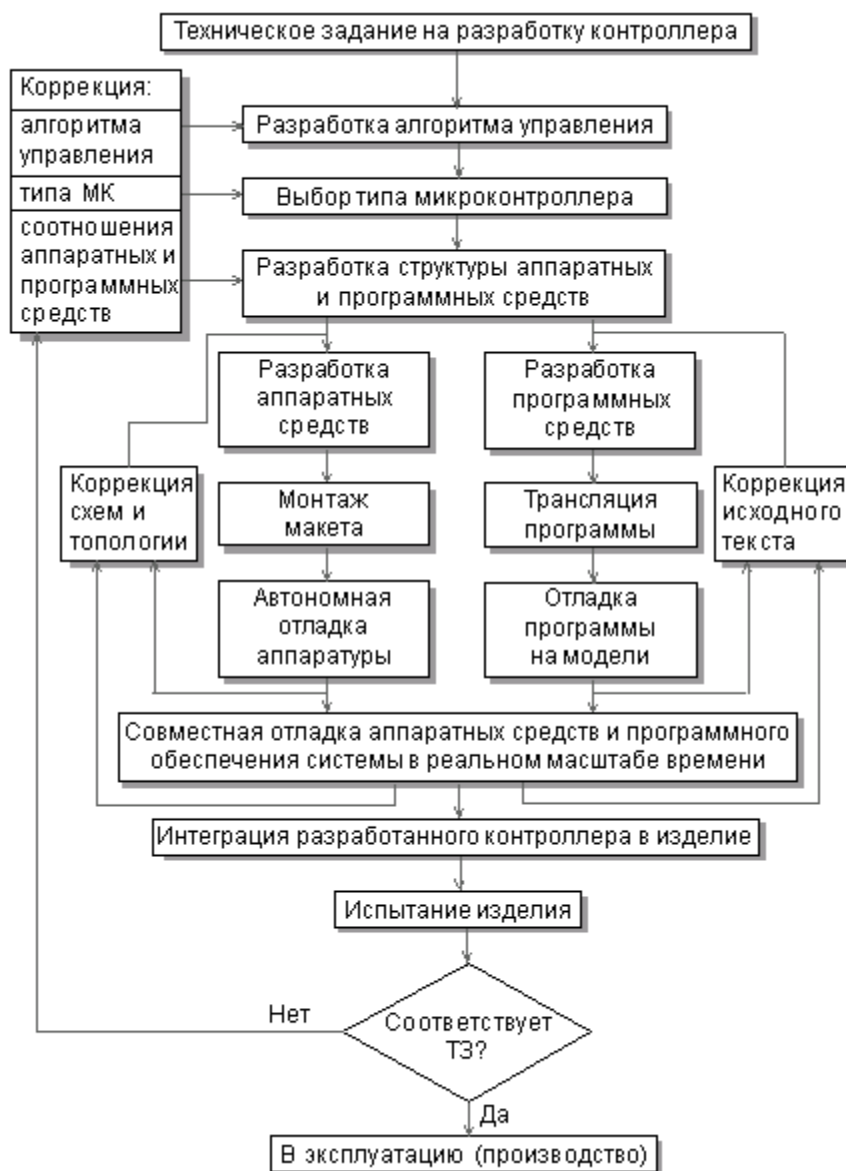 Техническое задание на разработку контроллера
Коррекция:
алгоритма
управления
типа МК
соотношения
аппаратных и
программных
средств
Разработка алгоритма управления
Выбор типа микроконтроллера
Разработка структуры аппаратных
и программных средств
Разработка
аппаратных
средств
Разработка
программных
средств
Коррекция
схем и
топологии
Монтаж
макета
Трансляция
программы
Коррекция
исходного
текста
Автономная
отладка
аппаратуры
Отладка
программы
на модели
Совместная отладка аппаратных средств и программного
обеспечения системы в реальном масштабе времени
Интеграция разработанного контроллера в изделие
Испытание изделия
Нет
Соответствует
ТЗ?
Да
В эксплуатацию (производство)